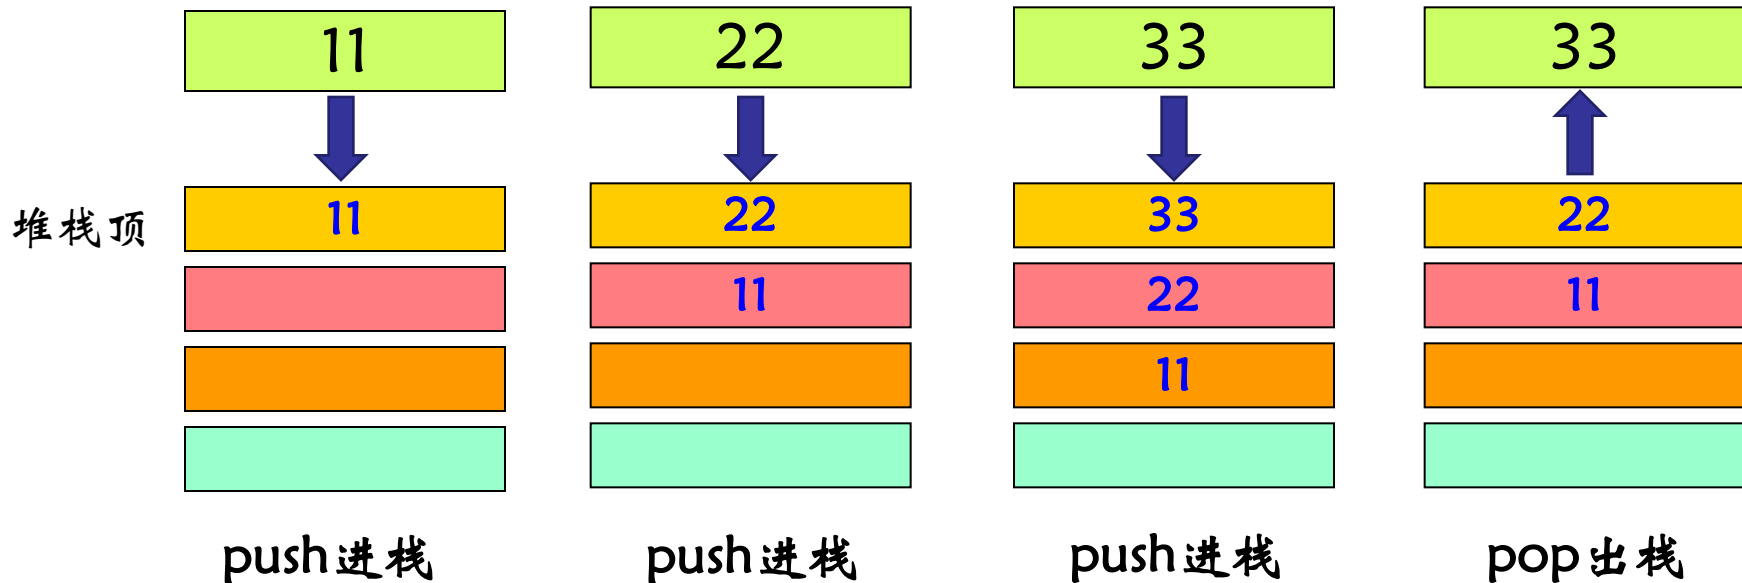 11 22 33 33
堆栈顶 11 22 33 22
11 22 11
11
push进栈 push进栈 push进栈 pop出栈